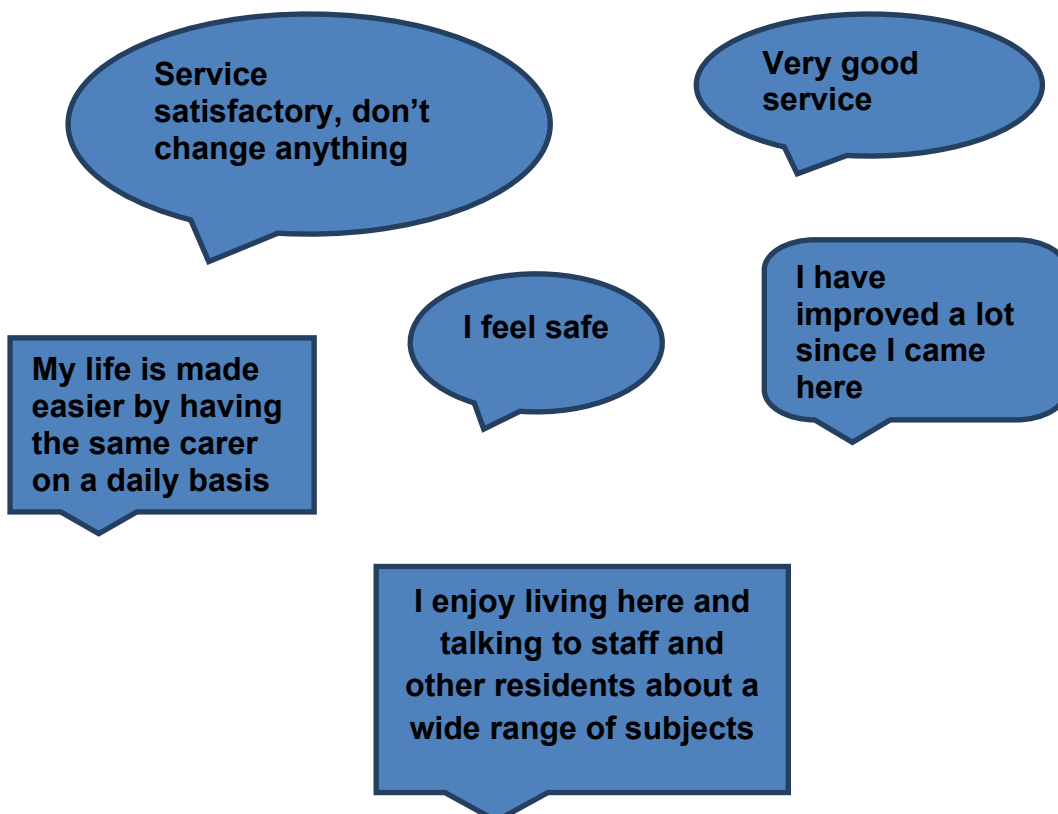 Service
satisfactory, don’t
change anything
Very good
service
I feel safe
I have
improved a lot
since I came
here
My life is made
easier by having
the same carer
on a daily basis
I enjoy living here and
talking to staff and
other residents about a
wide range of subjects